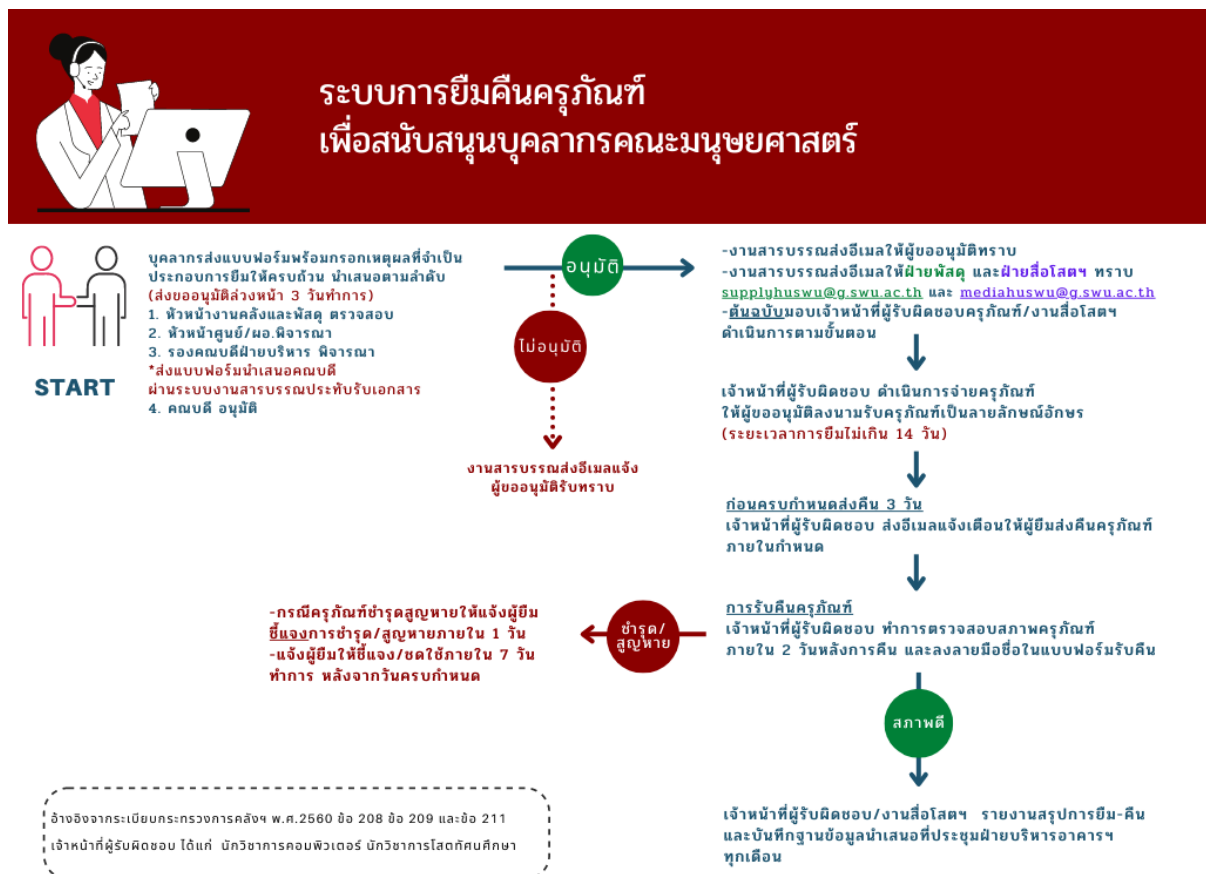 ระบบการยืมคืนครุภัณฑ์
เพื่อสนับสนุนบุคลากรคณะมนุษยศาสตร์
START
บุคลากรส่งแบบฟอร์มพร้อมกรอกเหตุผลที่จำเป็น
ประกอบการยืมให้ครบถ้วน นำเสนอตามลำดับ
(ส่งขออนุมัติล่วงหน้า 3 วันทำการ)
1. หัวหน้างานคลังและพัสดุ ตรวจสอบ
2. หัวหน้าศูนย์/ผอ.พิจารณา
3. รองคณบดีฝ่ายบริหาร พิจารณา
*ส่งแบบฟอร์มนำเสนอคณบดี
ผ่านระบบงานสารบรรณประทับรับเอกสาร
4. คณบดี อนุมัติ
อนุมัติ
ไม่อนุมัติ
งานสารบรรณส่งอีเมลแจ้ง
ผู้ขออนุมัติรับทราบ
-งานสารบรรณส่งอีเมลให้ผู้ขออนุมัติทราบ
-งานสารบรรณส่งอีเมลให้ฝ่ายพัสดุ และฝ่ายสื่อโสตฯ ทราบ
supplyhuswu@g.swu.ac.th และ mediahuswu@g.swu.ac.th
-ต้นฉบับมอบเจ้าหน้าที่ผู้รับผิดชอบครุภัณฑ์/งานสื่อโสตฯ
ดำเนินการตามขั้นตอน
เจ้าหน้าที่ผู้รับผิดชอบ ดำเนินการจ่ายครุภัณฑ์
ให้ผู้ขออนุมัติลงนามรับครุภัณฑ์เป็นลายลักษณ์อักษร
(ระยะเวลาการยืมไม่เกิน 14 วัน)
ก่อนครบกำหนดส่งคืน 3 วัน
เจ้าหน้าที่ผู้รับผิดชอบ ส่งอีเมลแจ้งเตือนให้ผู้ยืมส่งคืนครุภัณฑ์
ภายในกำหนด
การรับคืนครุภัณฑ์
เจ้าหน้าที่ผู้รับผิดชอบ ทำการตรวจสอบสภาพครุภัณฑ์
ภายใน 2 วันหลังการคืน และลงลายมือชื่อในแบบฟอร์มรับคืน
ชำรุด/
สูญหาย
-กรณีครุภัณฑ์ชำรุดสูญหายให้แจ้งผู้ยืม
ชี้แจงการชำรุด/สูญหายภายใน 1 วัน
-แจ้งผู้ยืมให้ชี้แจง/ชดใช้ภายใน 7 วัน
ทำการ หลังจากวันครบกำหนด
สภาพดี
เจ้าหน้าที่ผู้รับผิดชอบ/งานสื่อโสตฯ รายงานสรุปการยืม-คืน
และบันทึกฐานข้อมูลนำเสนอที่ประชุมฝ่ายบริหารอาคารฯ
ทุกเดือน
อ้างอิงจากระเบียบกระทรวงการคลังฯ พ.ศ.2560 ข้อ 208 ข้อ 209 และข้อ 211
เจ้าหน้าที่ผู้รับผิดชอบ ได้แก่ นักวิชาการคอมพิวเตอร์ นักวิชาการโสตทัศนศึกษา